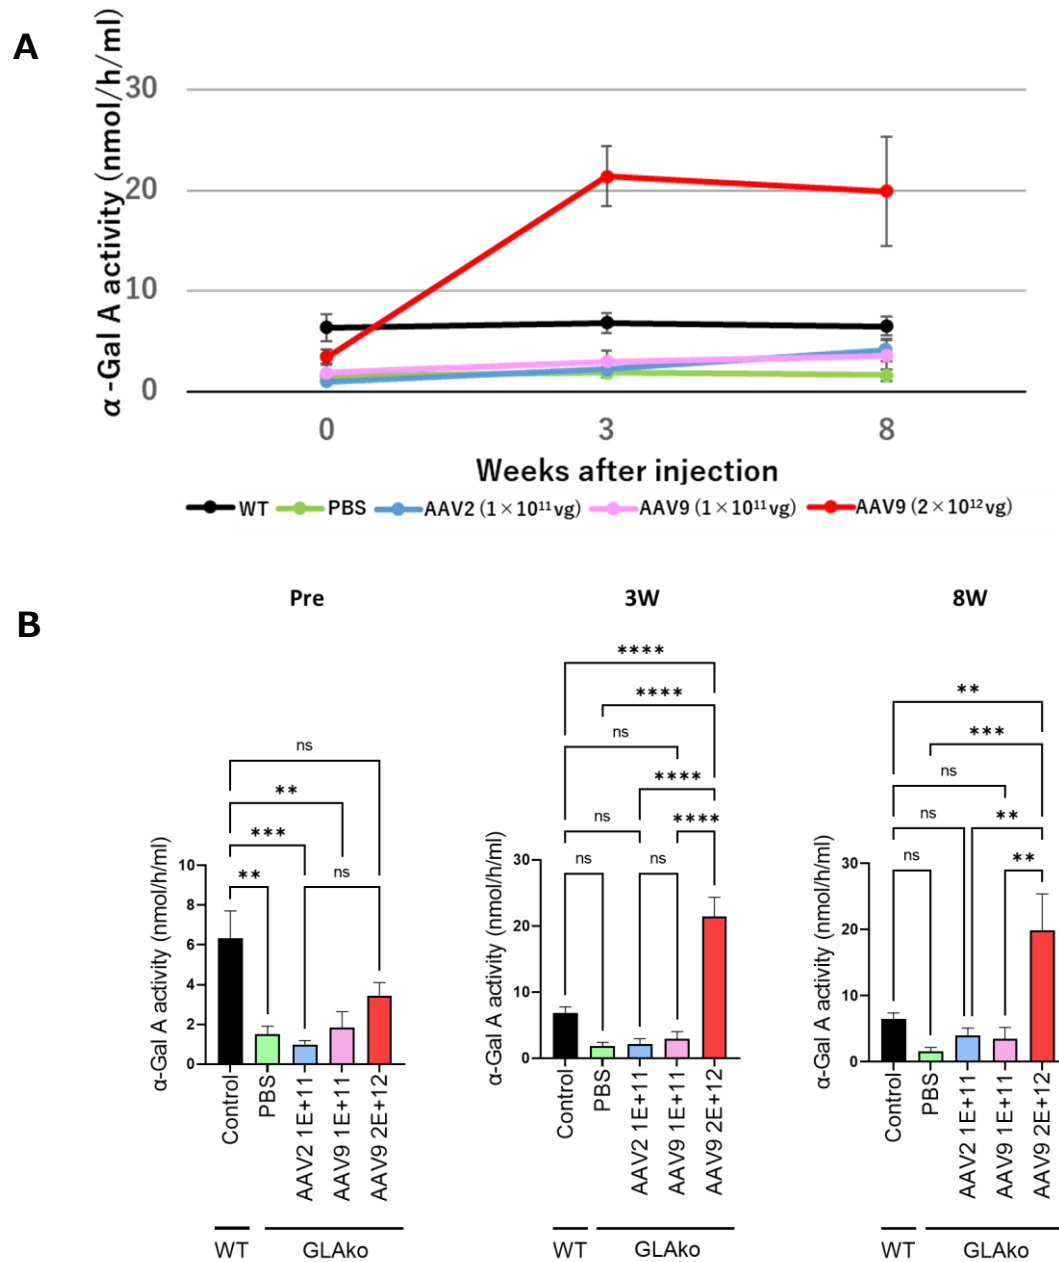 A
α-Gal A activity (nmol/h/ml)
30
20
10
0
0 3 8
Weeks after injection
WT PBS AAV2 (1×10¹¹vg) AAV9 (1×10¹¹vg) AAV9 (2×10¹²vg)
B
Pre 3W 8W
α-Gal A activity (nmol/h/ml)
10
8
6
4
2
0
ns
**
***
**
ns
Control
PBS
AAV2 1E+11
AAV9 1E+11
AAV9 2E+12
WT GLAko
α-Gal A activity (nmol/h/ml)
30
20
10
0
****
****
ns
****
ns
****
ns
ns
Control
PBS
AAV2 1E+11
AAV9 1E+11
AAV9 2E+12
WT GLAko
α-Gal A activity (nmol/h/ml)
30
20
10
0
**
***
ns
ns
**
ns
**
Control
PBS
AAV2 1E+11
AAV9 1E+11
AAV9 2E+12
WT GLAko